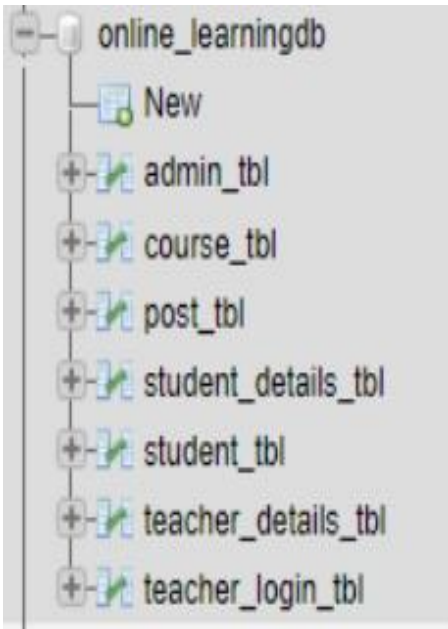 online_learningdb
New
admin_tbl
course_tbl
post_tbl
student_details_tbl
student_tbl
teacher_details_tbl
teacher_login_tbl